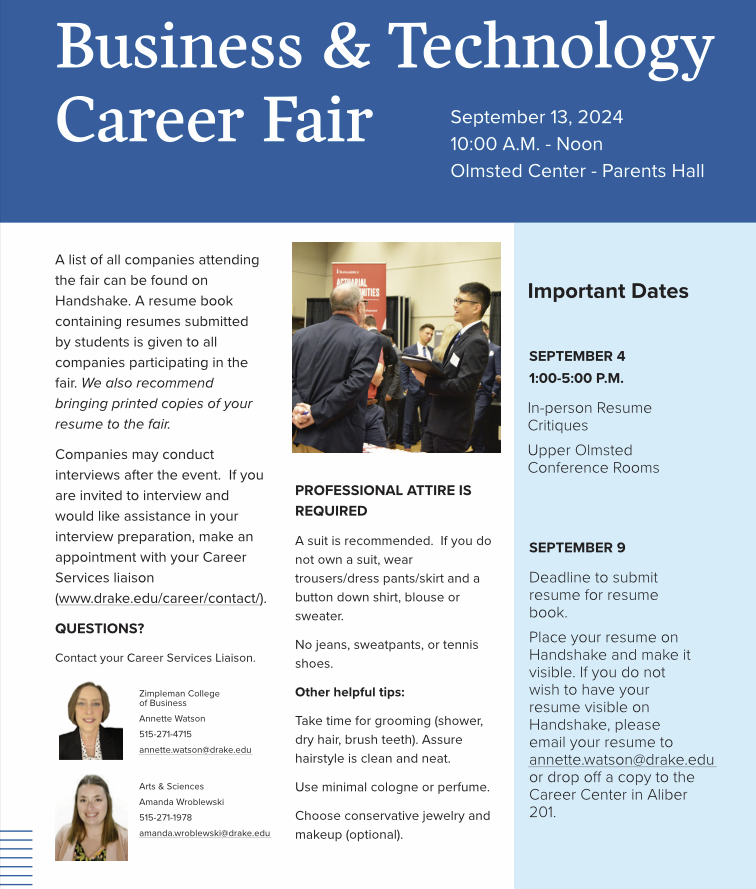 Business & Technology
Career Fair
September 13, 2024
10:00 A.M. - Noon
Olmsted Center - Parents Hall
A list of all companies attending
the fair can be found on
Handshake. A resume book
containing resumes submitted
by students is given to all
companies participating in the
fair. We also recommend
bringing printed copies of your
resume to the fair.
Companies may conduct
interviews after the event.  If you
are invited to interview and
would like assistance in your
interview preparation, make an
appointment with your Career
Services liaison
(www.drake.edu/career/contact/).
QUESTIONS?
Contact your Career Services Liaison.
Zimpleman College
of Business
Annette Watson
515-271-4715
annette.watson@drake.edu
Arts & Sciences
Amanda Wroblewski
515-271-1978
amanda.wroblewski@drake.edu
PROFESSIONAL ATTIRE IS
REQUIRED
A suit is recommended.  If you do
not own a suit, wear
trousers/dress pants/skirt and a
button down shirt, blouse or
sweater.
No jeans, sweatpants, or tennis
shoes.
Other helpful tips:
Take time for grooming (shower,
dry hair, brush teeth). Assure
hairstyle is clean and neat.
Use minimal cologne or perfume.
Choose conservative jewelry and
makeup (optional).
Important Dates
SEPTEMBER 4
1:00-5:00 P.M.
In-person Resume
Critiques
Upper Olmsted
Conference Rooms
SEPTEMBER 9
Deadline to submit
resume for resume
book.
Place your resume on
Handshake and make it
visible. If you do not
wish to have your
resume visible on
Handshake, please
email your resume to
annette.watson@drake.edu
or drop off a copy to the
Career Center in Aliber
201.